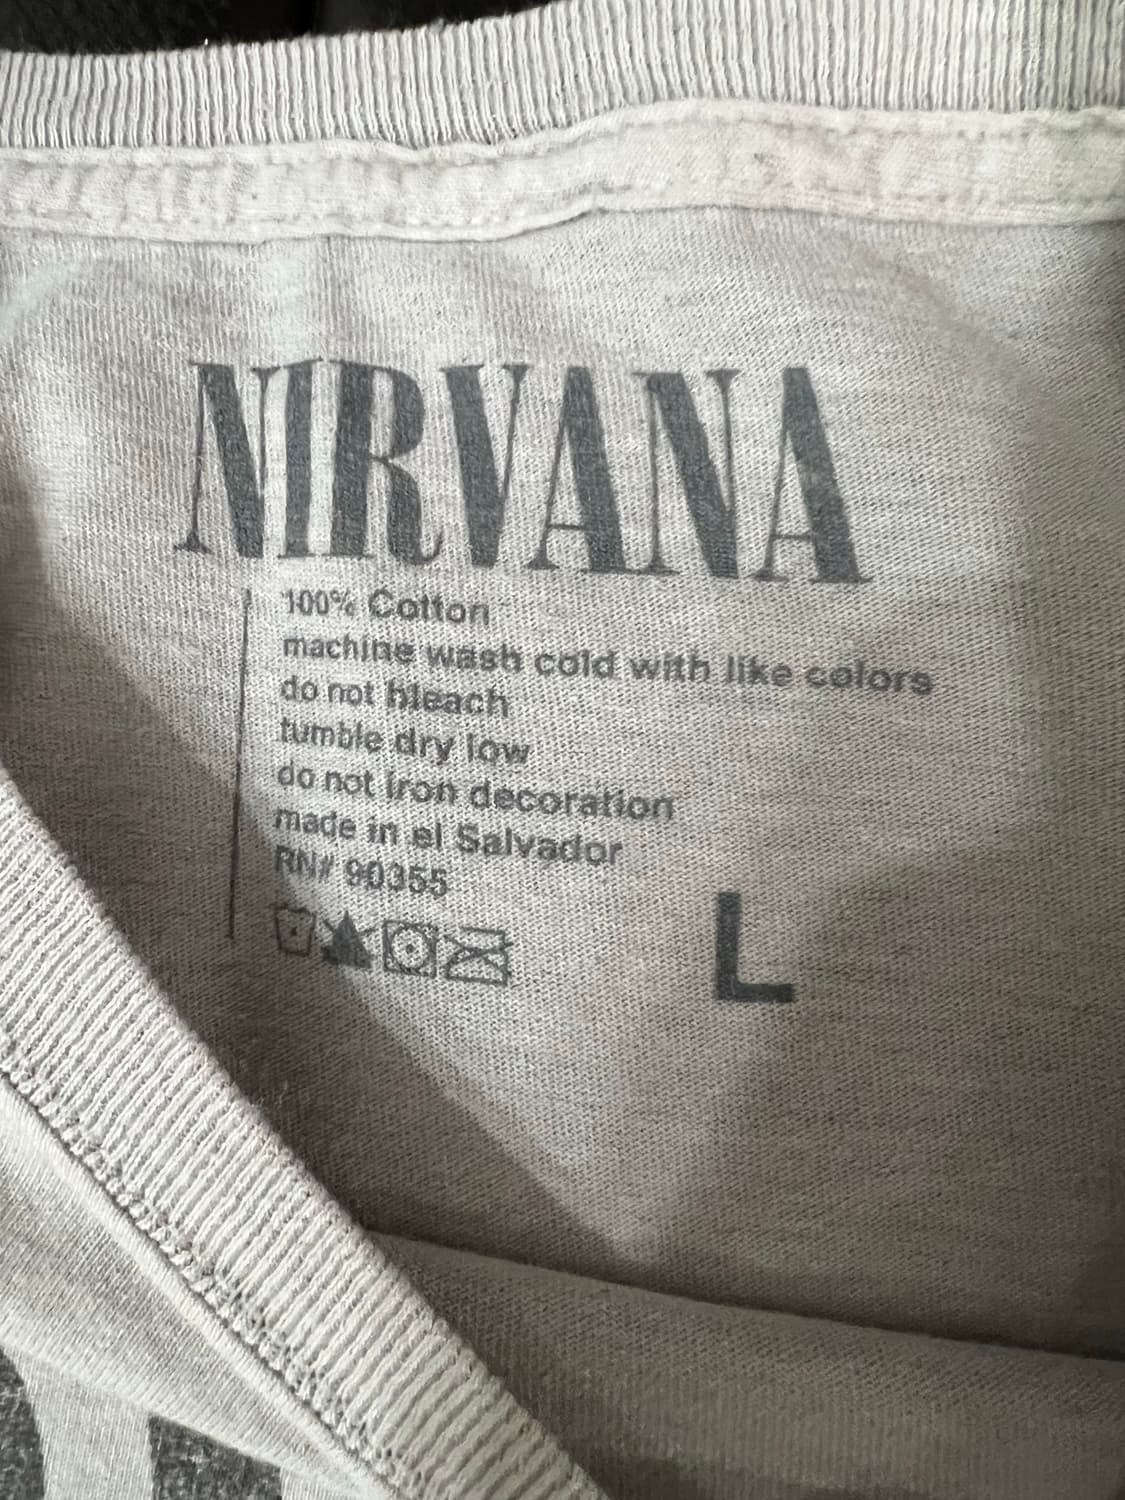 NIRVANA
100% Cotton
machine wash cold with like colors
do not bleach
tumble dry low
do not iron decoration
made in el Salvador
RN# 90355
L